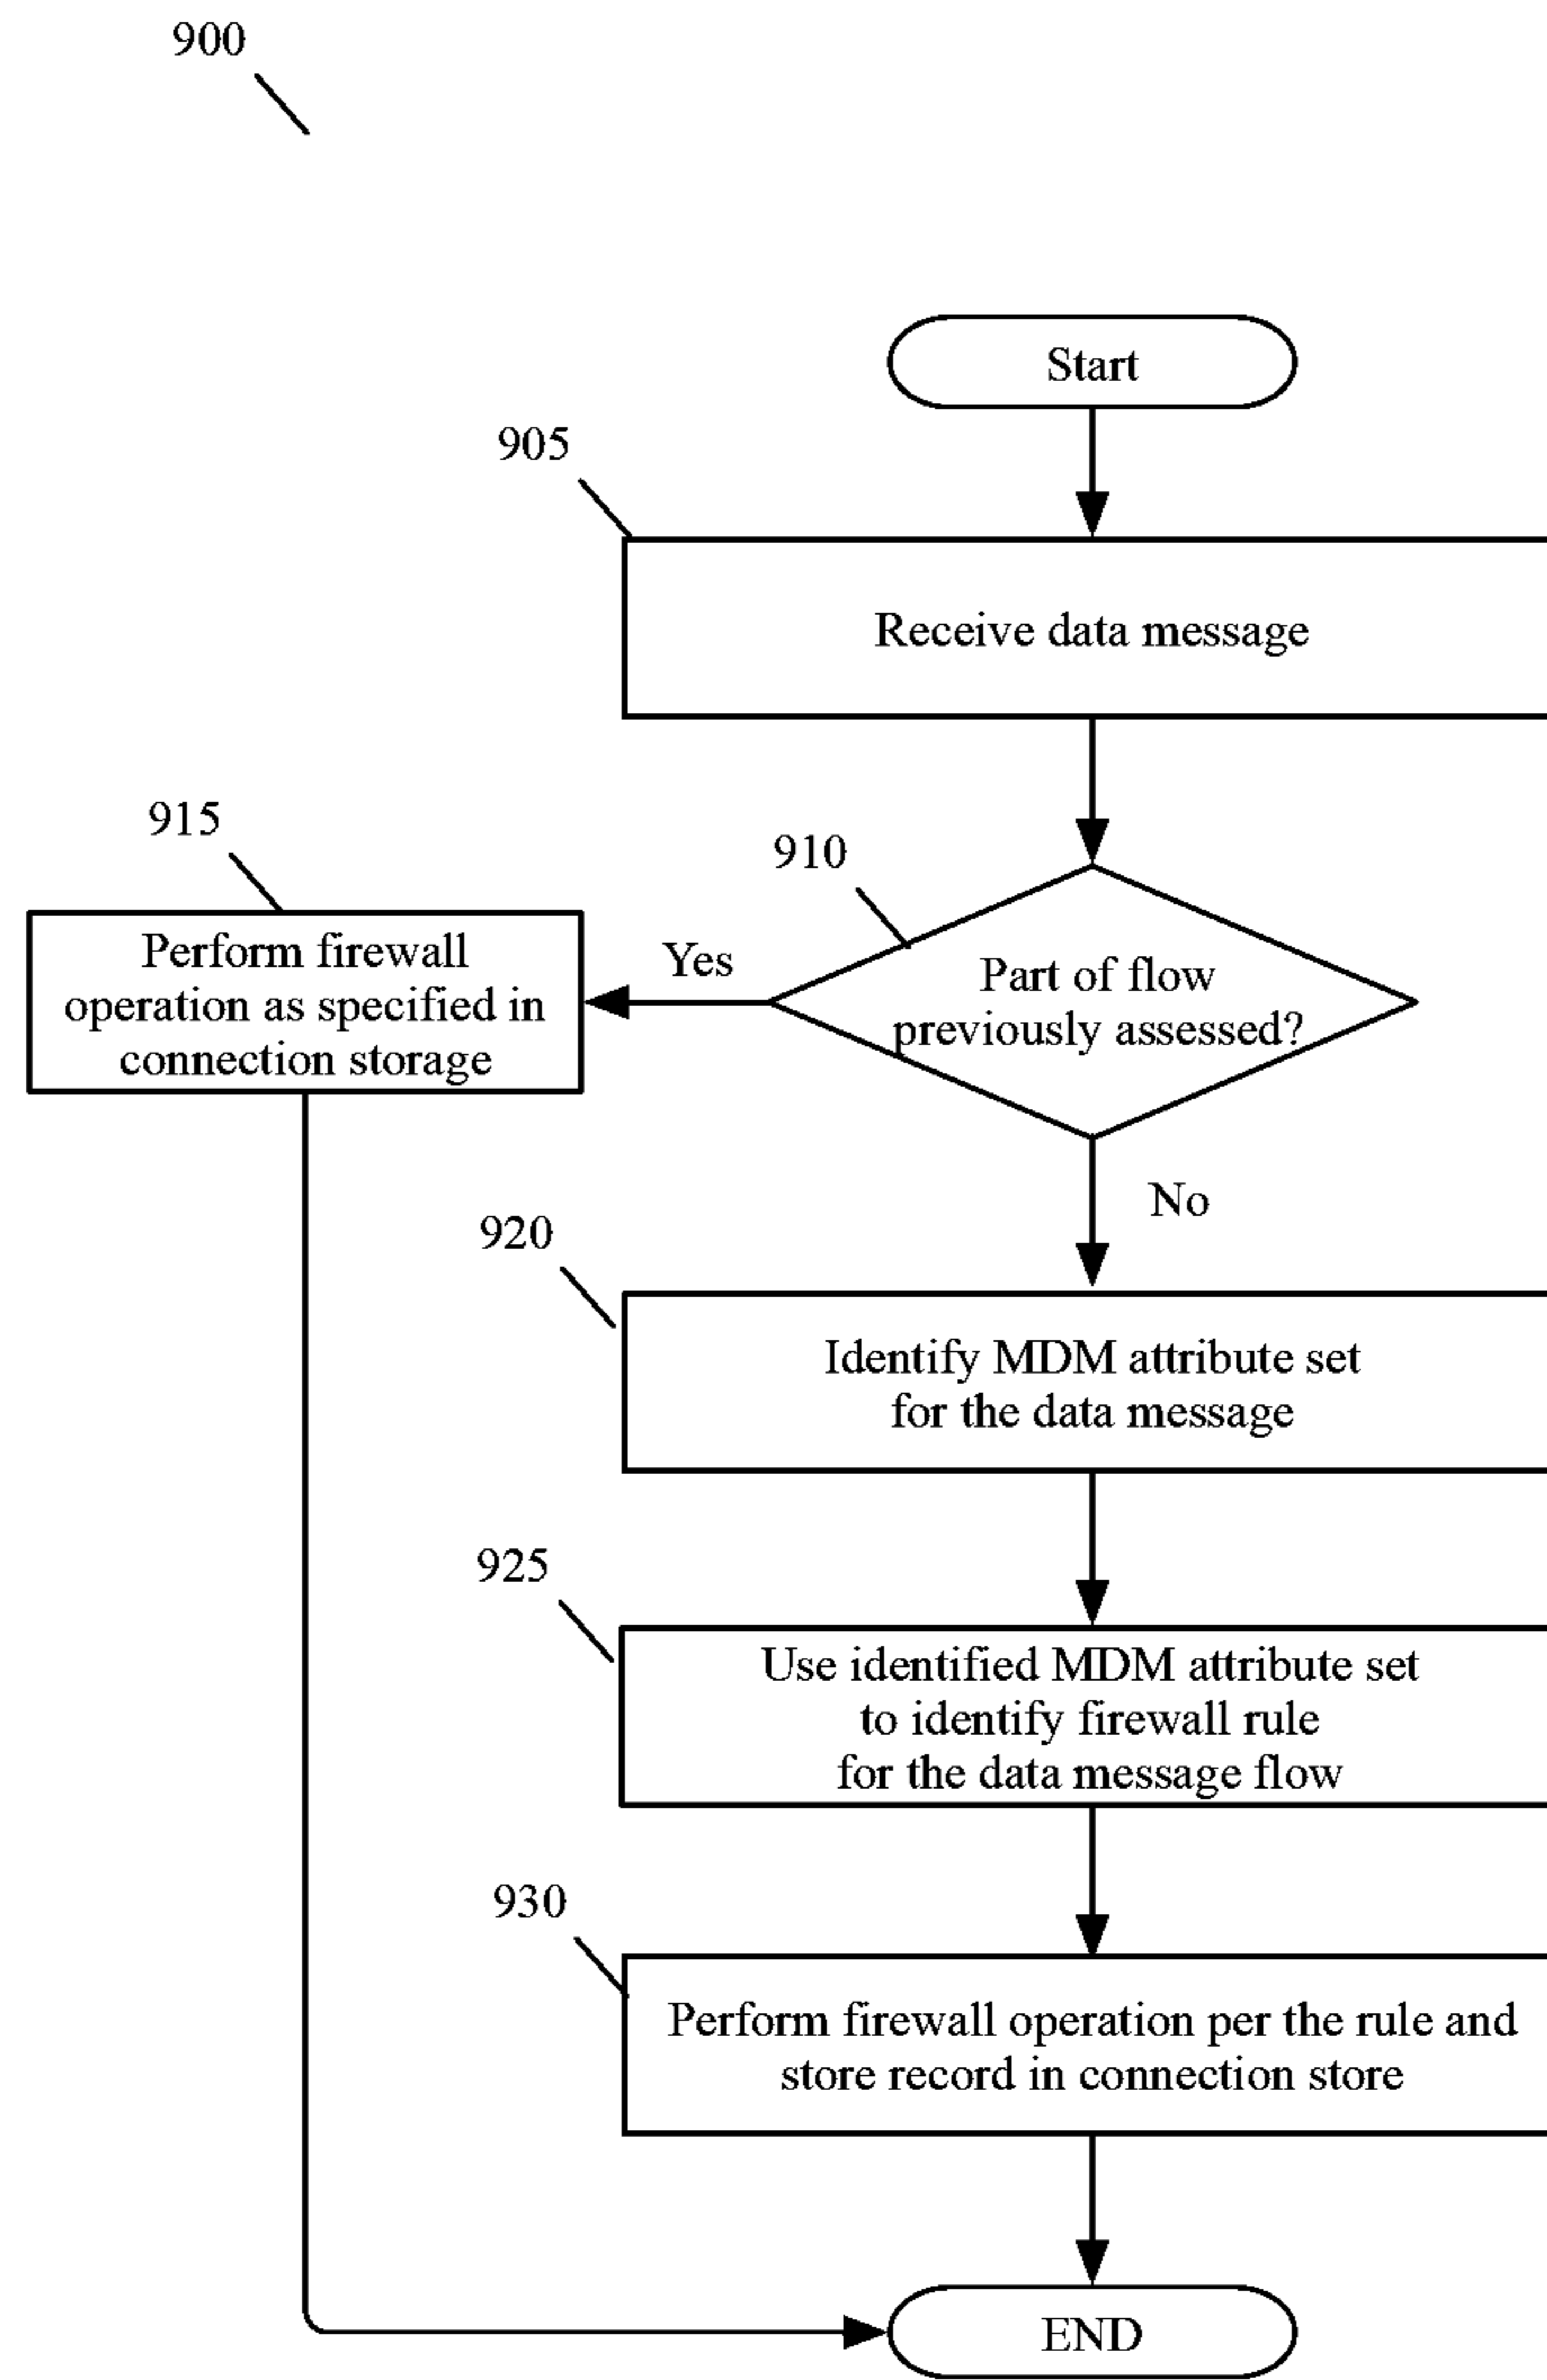 900
Start
905
Receive data message
915
910
Perform firewall
operation as specified in
connection storage
Yes
Part of flow
previously assessed?
No
920
Identify MDM attribute set
for the data message
925
Use identified MDM attribute set
to identify firewall rule
for the data message flow
930
Perform firewall operation per the rule and
store record in connection store
END